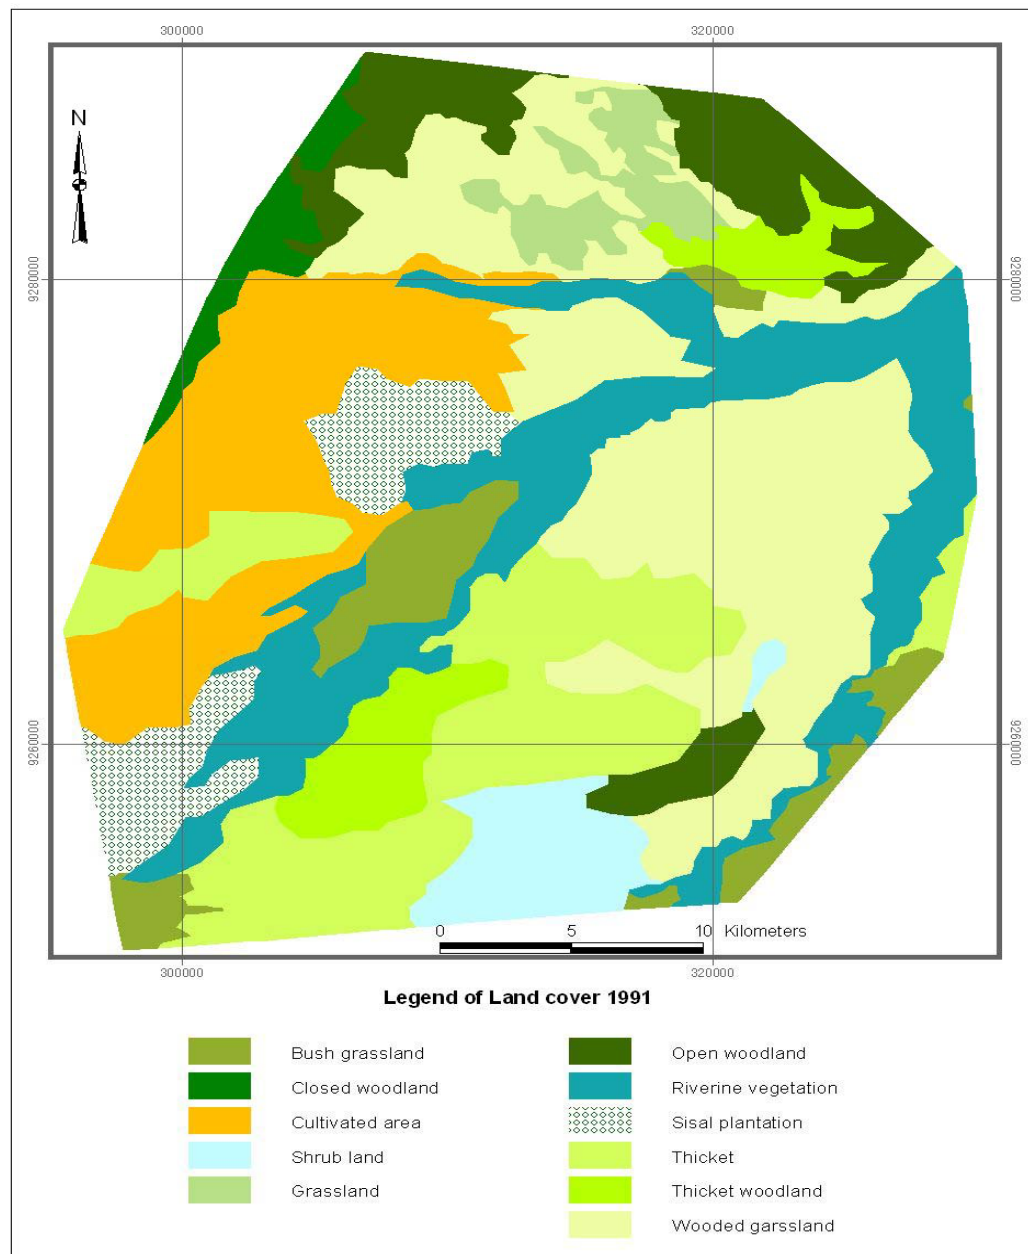 300000 320000
N
9280000 9280000
9260000 9260000
0 5 10 Kilometers
300000 320000
Legend of Land cover 1991
Bush grassland
Open woodland
Closed woodland
Riverine vegetation
Cultivated area
Sisal plantation
Shrub land
Thicket
Grassland
Thicket woodland
Wooded garssland